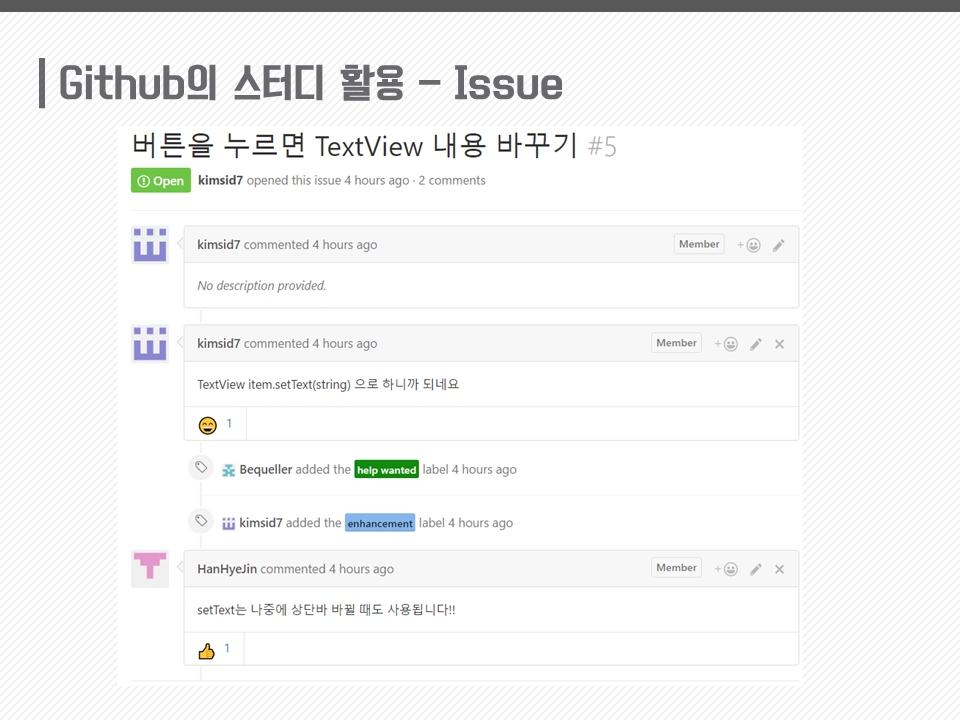 Github의 스터디 활용 – Issue
버튼을 누르면 TextView 내용 바꾸기 #5
Open kimsid7 opened this issue 4 hours ago · 2 comments
kimsid7 commented 4 hours ago Member +
No description provided.
kimsid7 commented 4 hours ago Member +
TextView item.setText(string) 으로 하니까 되네요
1
Bequeller added the help wanted label 4 hours ago
kimsid7 added the enhancement label 4 hours ago
HanHyeJin commented 4 hours ago Member +
setText는 나중에 상단바 바뀔 때도 사용됩니다!!
1